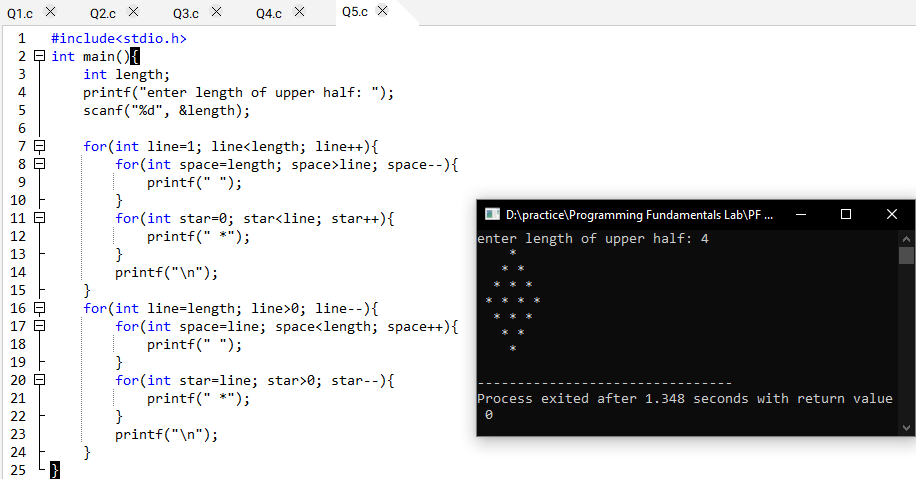 Q1.c Q2.c Q3.c Q4.c Q5.c
1 #include<stdio.h>
2 int main(){
3     int length;
4     printf("enter length of upper half: ");
5     scanf("%d", &length);
6
7     for(int line=1; line<length; line++){
8         for(int space=length; space>line; space--){
9             printf(" ");
10         }
11         for(int star=0; star<line; star++){
12             printf(" *");
13         }
14         printf("\n");
15     }
16     for(int line=length; line>0; line--){
17         for(int space=line; space<length; space++){
18             printf(" ");
19         }
20         for(int star=line; star>0; star--){
21             printf(" *");
22         }
23         printf("\n");
24     }
25 }
D:\practice\Programming Fundamentals Lab\PF ...
enter length of upper half: 4
    *
   * *
  * * *
 * * * *
  * * *
   * *
    *
--------------------------------
Process exited after 1.348 seconds with return value
 0